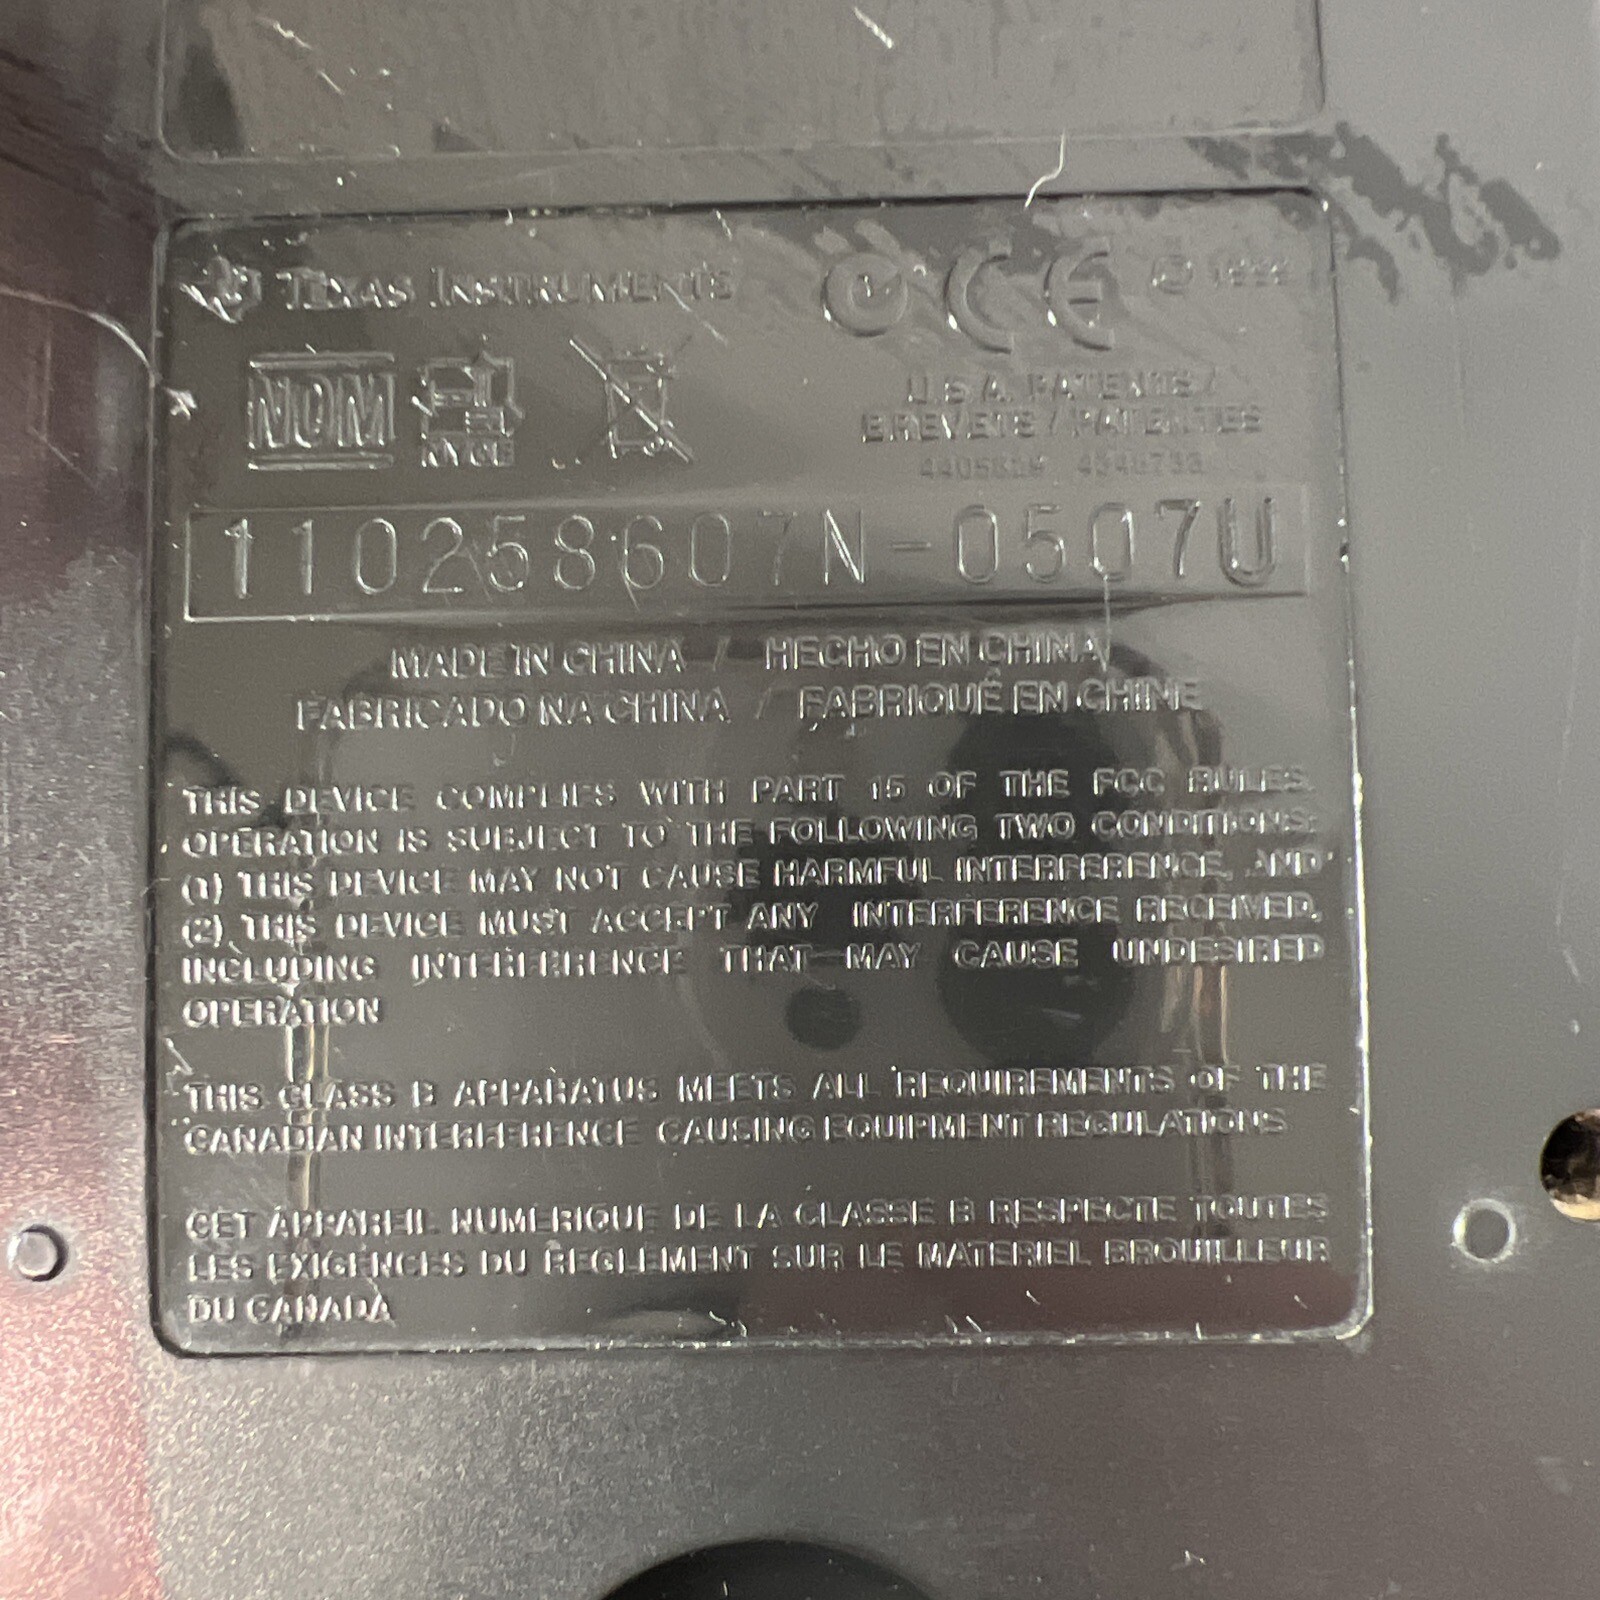 TEXAS INSTRUMENTS CE ©
NOM NYCE
U.S.A. PATENTS /
BREVETS / PATENTES
110258607N-0507U
MADE IN CHINA / HECHO EN CHINA
FABRICADO NA CHINA / FABRIQUÉ EN CHINE
THIS DEVICE COMPLIES WITH PART 15 OF THE FCC RULES.
OPERATION IS SUBJECT TO THE FOLLOWING TWO CONDITIONS:
(1) THIS DEVICE MAY NOT CAUSE HARMFUL INTERFERENCE, AND
(2) THIS DEVICE MUST ACCEPT ANY INTERFERENCE RECEIVED,
INCLUDING INTERFERENCE THAT MAY CAUSE UNDESIRED
OPERATION
THIS CLASS B APPARATUS MEETS ALL REQUIREMENTS OF THE
CANADIAN INTERFERENCE CAUSING EQUIPMENT REGULATIONS
CET APPAREIL NUMERIQUE DE LA CLASSE B RESPECTE TOUTES
LES EXIGENCES DU REGLEMENT SUR LE MATERIEL BROUILLEUR
DU CANADA